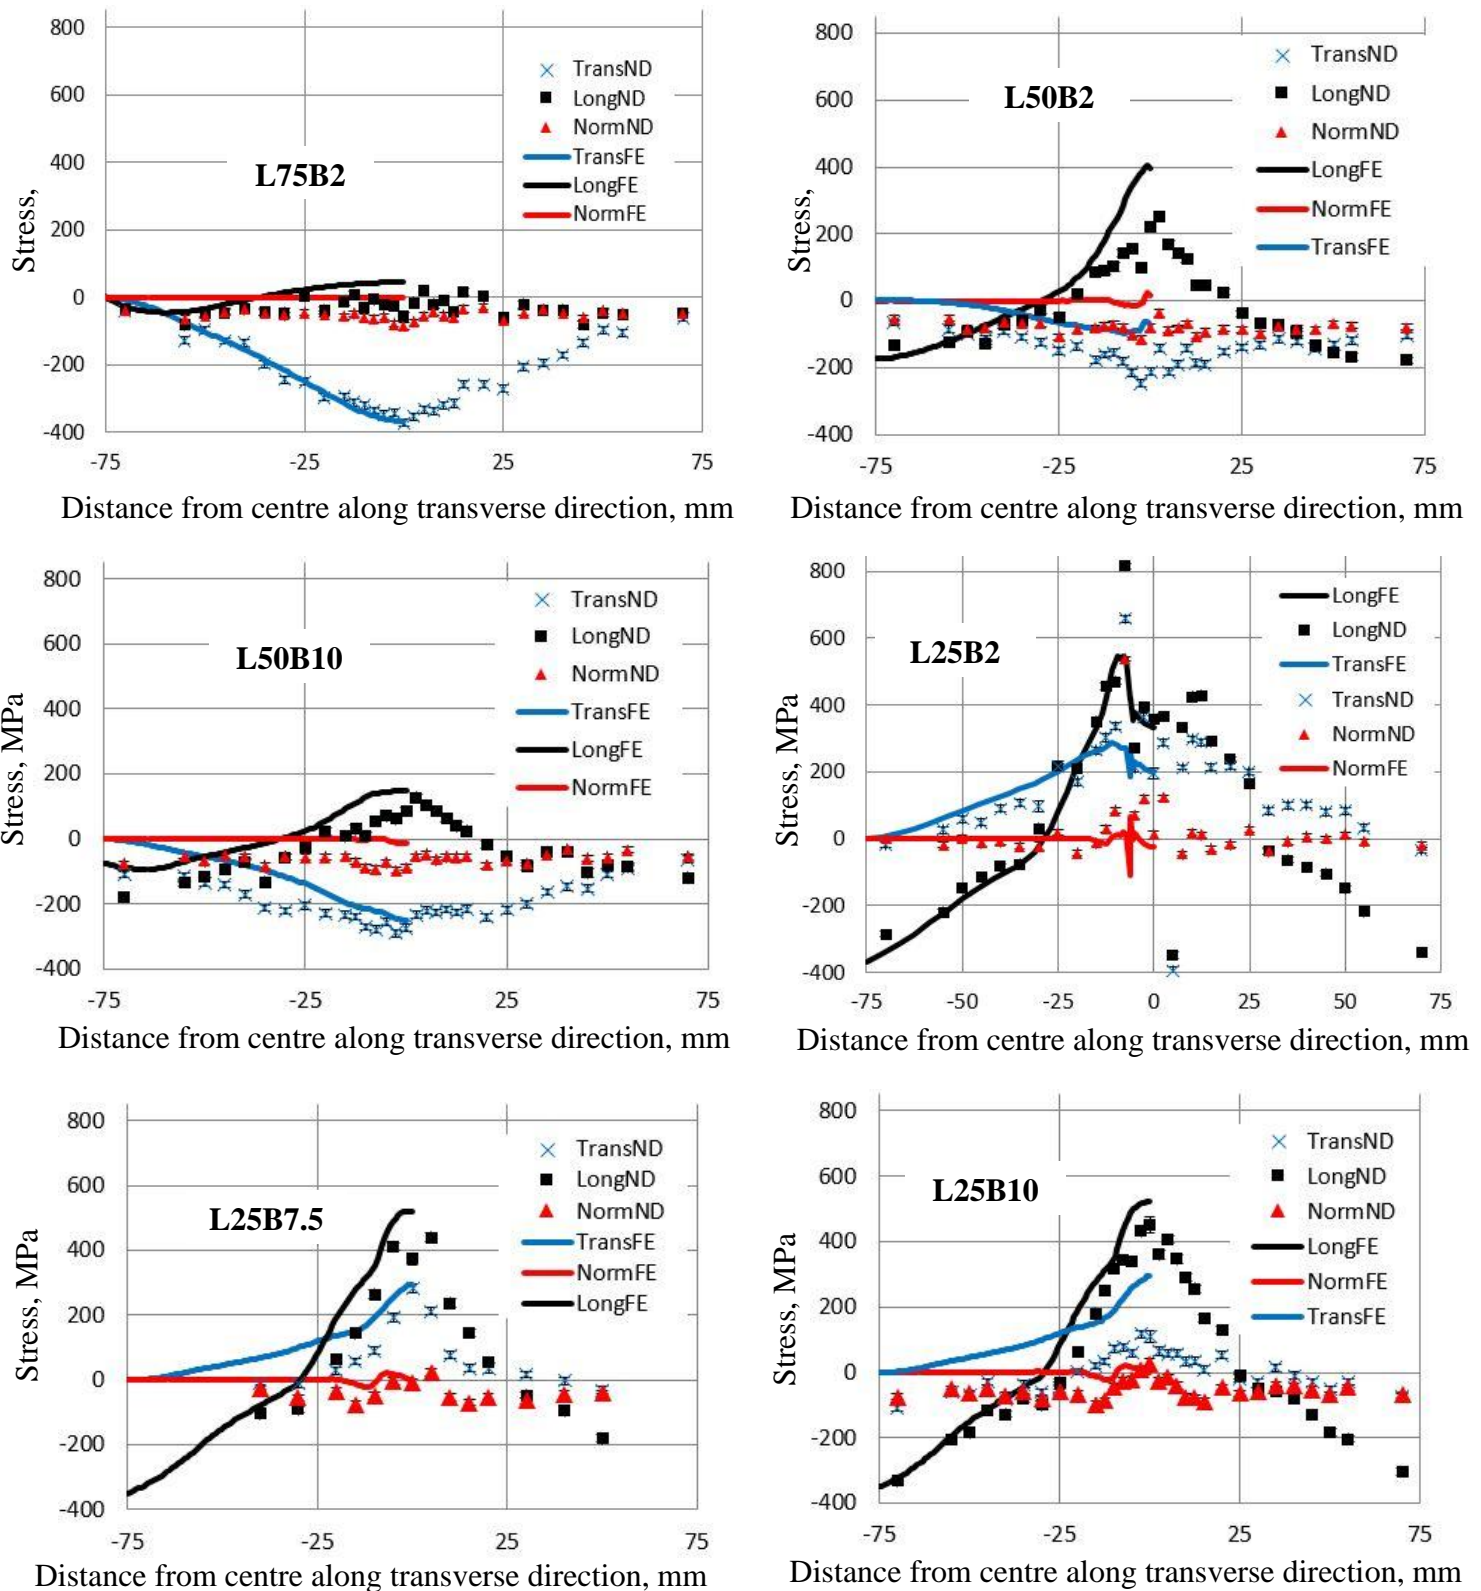 800
600
400
200
0
-200
-400
-75
-25
25
75
Stress,
L75B2
TransND
LongND
NormND
TransFE
LongFE
NormFE
Distance from centre along transverse direction, mm
800
600
400
200
0
-200
-400
-75
-25
25
75
Stress,
L50B2
TransND
LongND
NormND
LongFE
NormFE
TransFE
Distance from centre along transverse direction, mm
800
600
400
200
0
-200
-400
-75
-25
25
75
Stress, MPa
L50B10
TransND
LongND
NormND
TransFE
LongFE
NormFE
Distance from centre along transverse direction, mm
800
600
400
200
0
-200
-400
-75
-50
-25
0
25
50
75
Stress, MPa
L25B2
LongFE
LongND
TransFE
TransND
NormND
NormFE
Distance from centre along transverse direction, mm
800
600
400
200
0
-200
-400
-75
-25
25
75
Stress, MPa
L25B7.5
TransND
LongND
NormND
TransFE
NormFE
LongFE
Distance from centre along transverse direction, mm
800
600
400
200
0
-200
-400
-75
-25
25
75
Stress, MPa
L25B10
TransND
LongND
NormND
LongFE
NormFE
TransFE
Distance from centre along transverse direction, mm